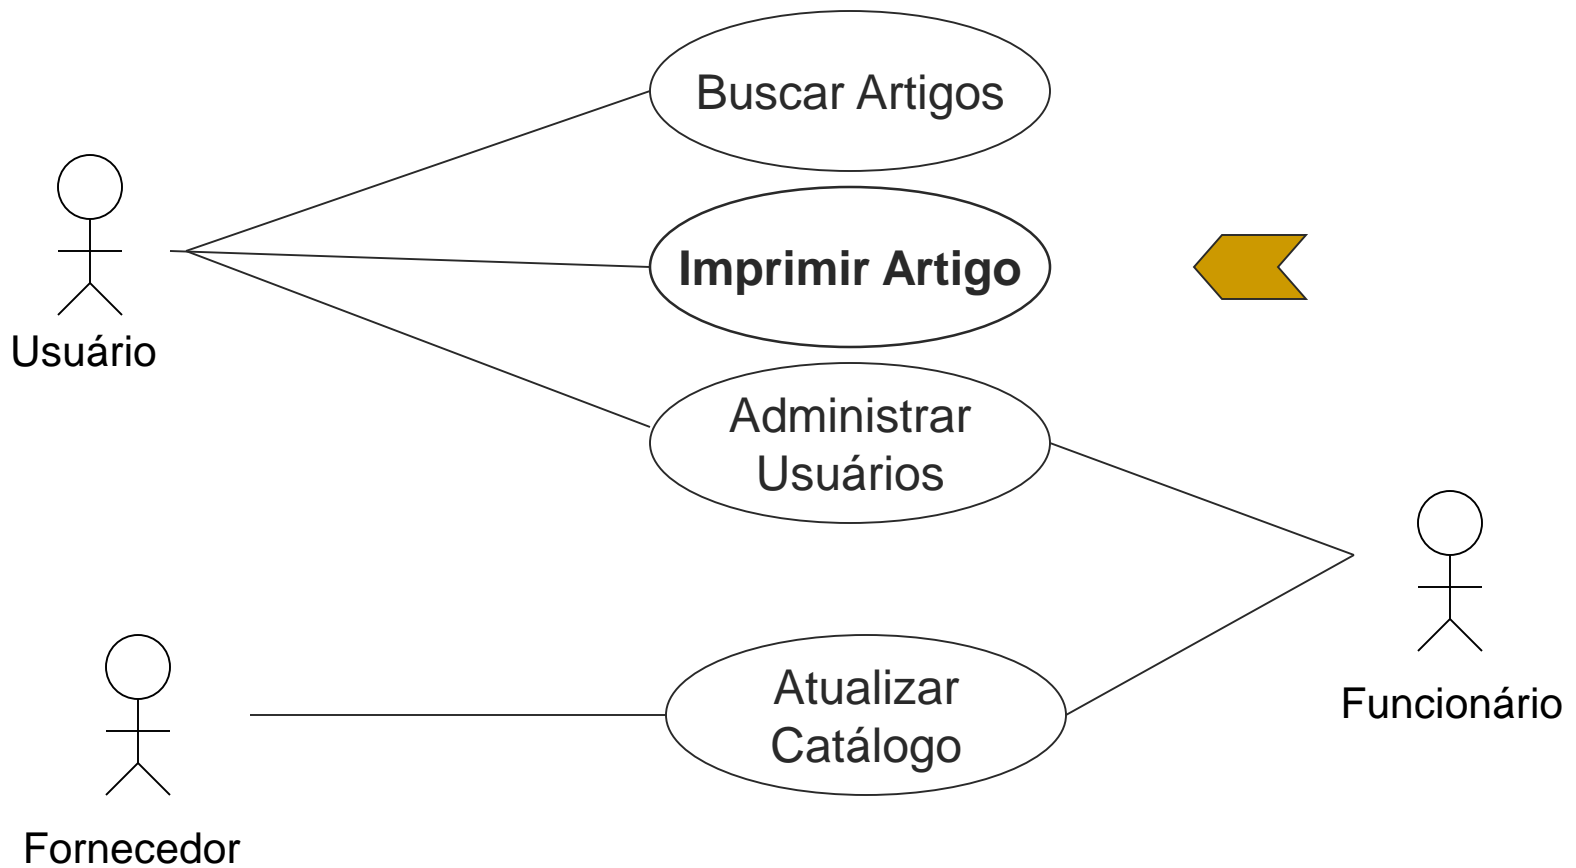 Buscar Artigos
Imprimir Artigo
Usuário
Administrar
Usuários
Atualizar
Catálogo
Funcionário
Fornecedor